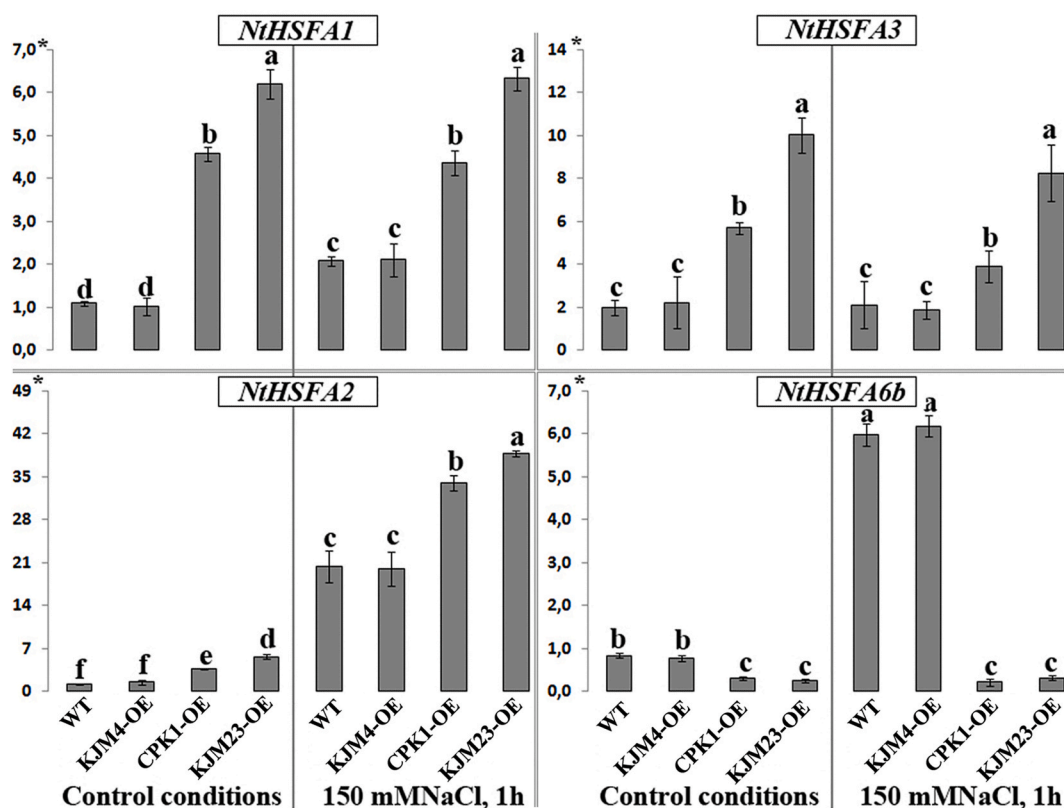 NtHSFA1
7,0*
6,0
5,0
4,0
3,0
2,0
1,0
0,0
d d b a c c b a
NtHSFA3
14*
12
10
8
6
4
2
0
c c b a c c b a
NtHSFA2
49*
42
35
28
21
14
7
0
f f e d c c b a
WT KJM4-OE CPK1-OE KJM23-OE WT KJM4-OE CPK1-OE KJM23-OE
Control conditions 150 mMNaCl, 1h
NtHSFA6b
7,0*
6,0
5,0
4,0
3,0
2,0
1,0
0,0
b b c c a a c c
WT KJM4-OE CPK1-OE KJM23-OE WT KJM4-OE CPK1-OE KJM23-OE
Control conditions 150 mMNaCl, 1h